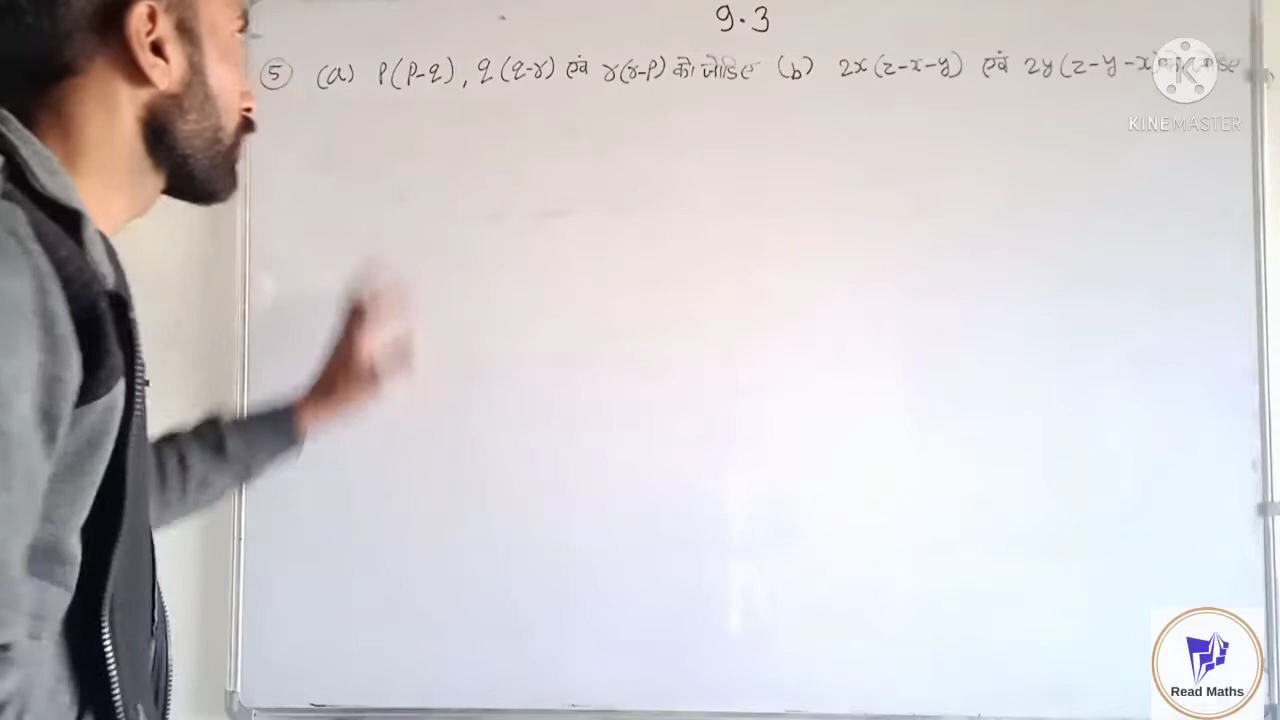 9.3
⑤ (a) p(p-q), q(q-r) एवं r(r-p) को जोडिए (b) 2x(z-x-y) एवं 2y(z-y-x)
KINEMASTER
Read Maths